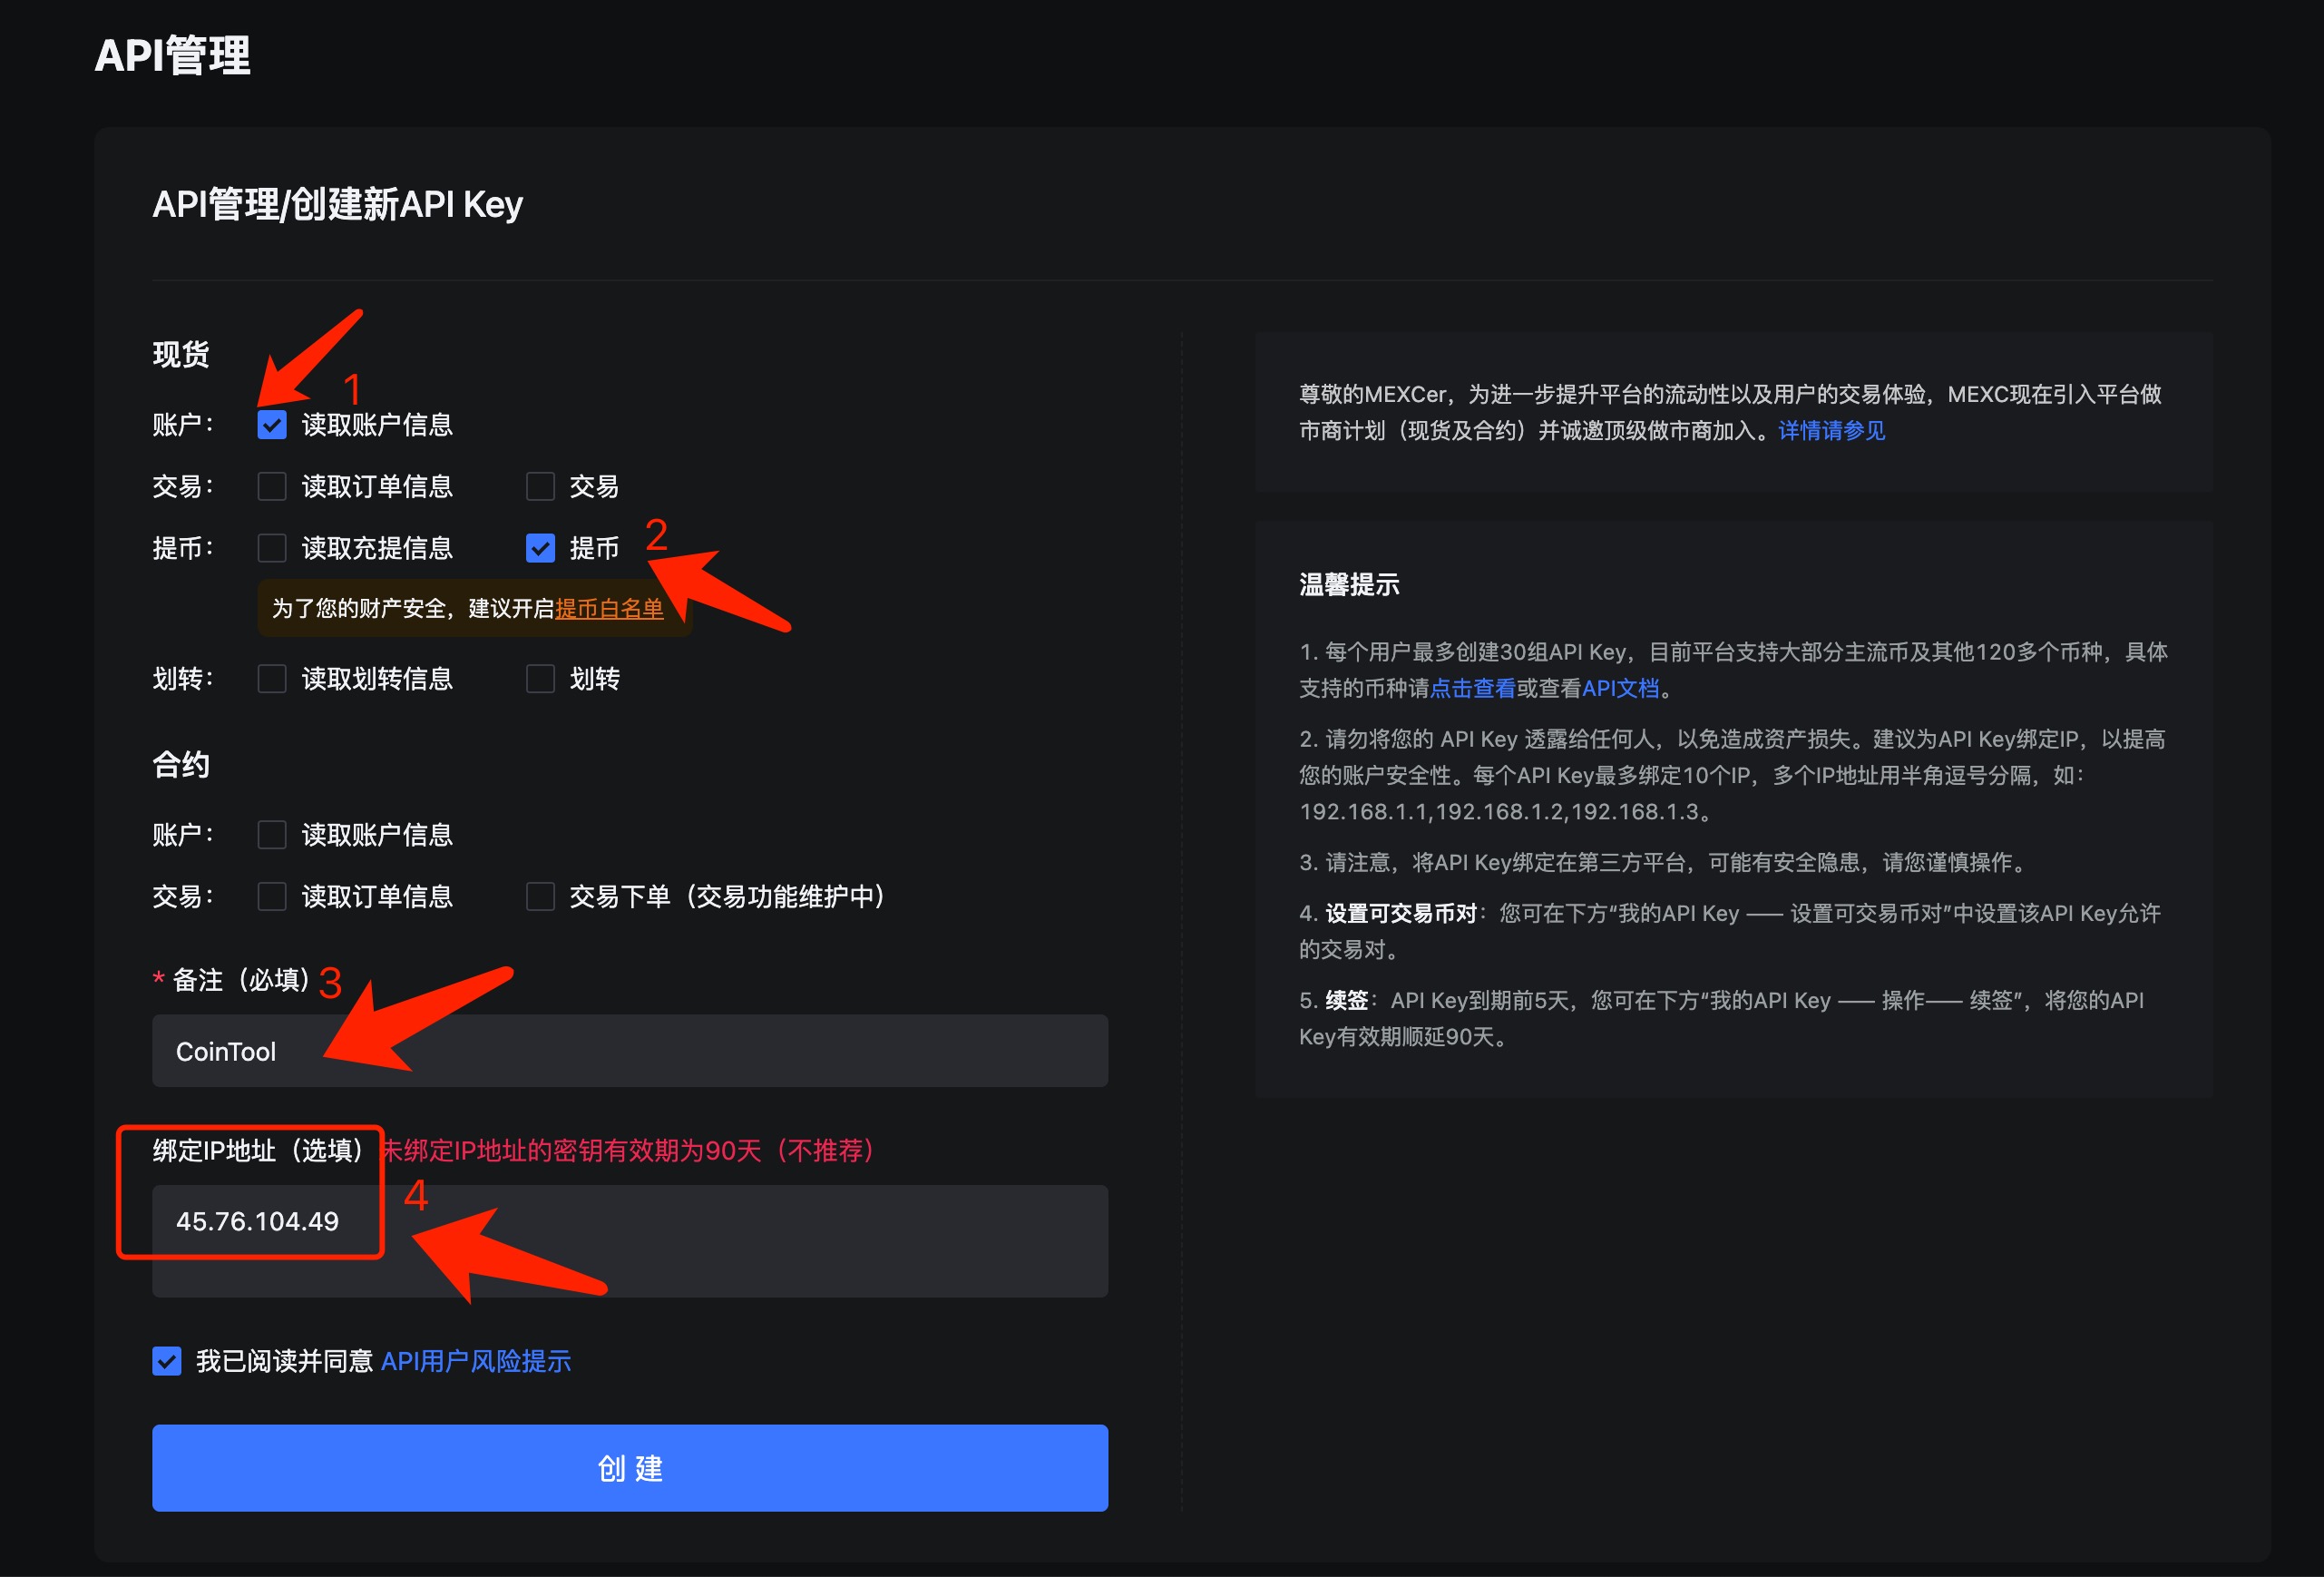 API管理
API管理/创建新API Key
现货
1
账户： 读取账户信息
交易： 读取订单信息 交易
提币： 读取充提信息 提币 2
为了您的财产安全，建议开启提币白名单
划转： 读取划转信息 划转
合约
账户： 读取账户信息
交易： 读取订单信息 交易下单（交易功能维护中）
* 备注（必填） 3
CoinTool
绑定IP地址（选填） 未绑定IP地址的密钥有效期为90天（不推荐）
4
45.76.104.49
我已阅读并同意 API用户风险提示
创 建
尊敬的MEXCer，为进一步提升平台的流动性以及用户的交易体验，MEXC现在引入平台做
市商计划（现货及合约）并诚邀顶级做市商加入。详情请参见
温馨提示
1. 每个用户最多创建30组API Key，目前平台支持大部分主流币及其他120多个币种，具体
支持的币种请点击查看或查看API文档。
2. 请勿将您的 API Key 透露给任何人，以免造成资产损失。建议为API Key绑定IP，以提高
您的账户安全性。每个API Key最多绑定10个IP，多个IP地址用半角逗号分隔，如：
192.168.1.1,192.168.1.2,192.168.1.3。
3. 请注意，将API Key绑定在第三方平台，可能有安全隐患，请您谨慎操作。
4. 设置可交易币对：您可在下方“我的API Key —— 设置可交易币对”中设置该API Key允许
的交易对。
5. 续签：API Key到期前5天，您可在下方“我的API Key —— 操作—— 续签”，将您的API
Key有效期顺延90天。